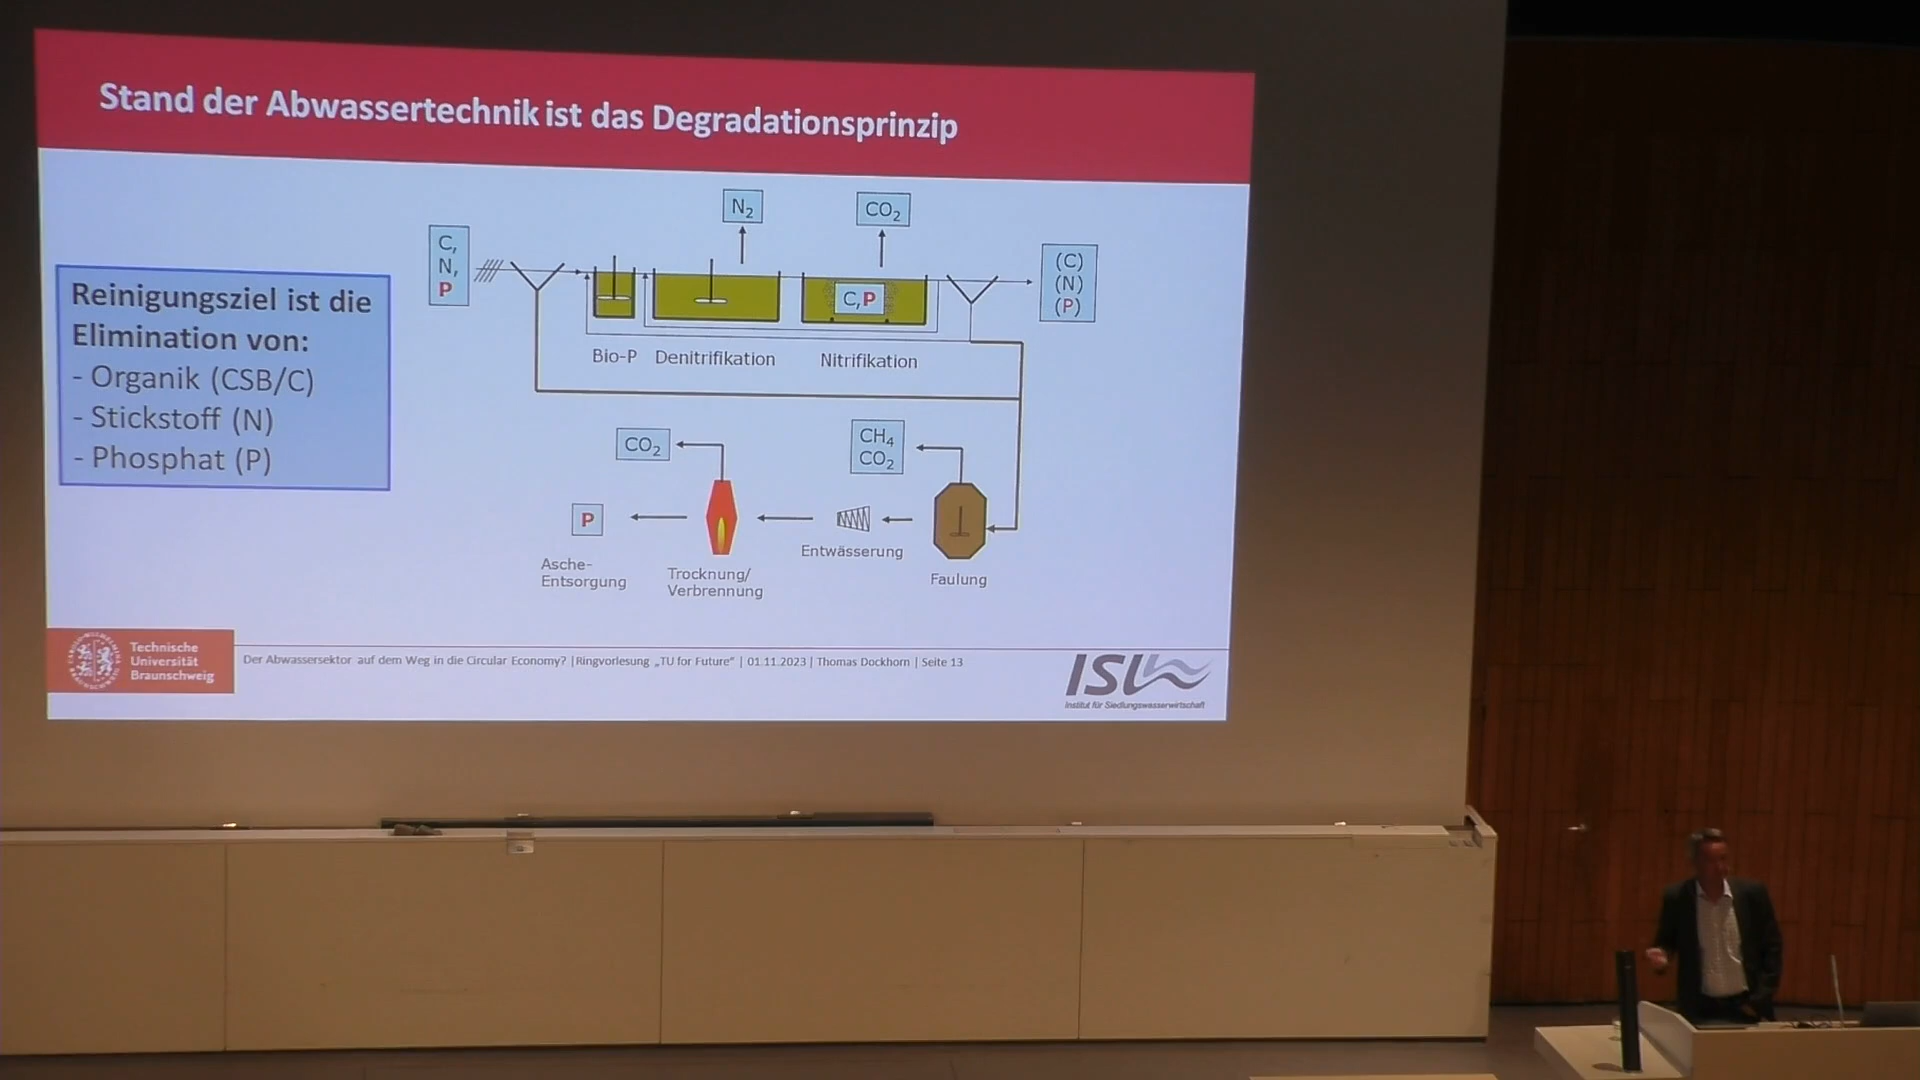 Stand der Abwassertechnik ist das Degradationsprinzip
Reinigungsziel ist die
Elimination von:
- Organik (CSB/C)
- Stickstoff (N)
- Phosphat (P)
C,
N,
P
N2
CO2
C,P
(C)
(N)
(P)
Bio-P
Denitrifikation
Nitrifikation
CO2
CH4
CO2
P
Asche-
Entsorgung
Trocknung/
Verbrennung
Entwässerung
Faulung
Technische
Universität
Braunschweig
Der Abwassersektor auf dem Weg in die Circular Economy? |Ringvorlesung „TU for Future“ | 01.11.2023 | Thomas Dockhorn | Seite 13
ISW
Institut für Siedlungswasserwirtschaft